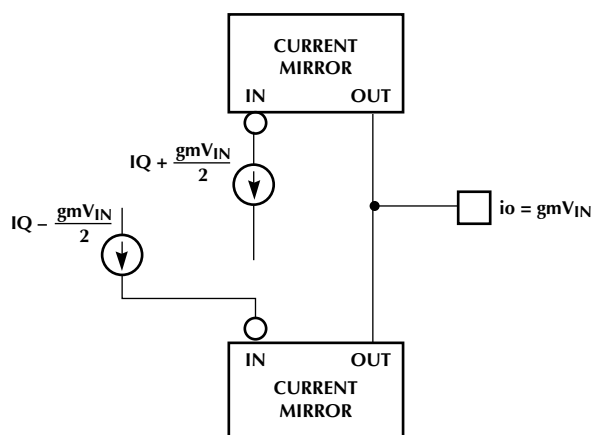 CURRENT
MIRROR
IN OUT
IQ + gmVIN
2
IQ – gmVIN
2
io = gmVIN
IN OUT
CURRENT
MIRROR